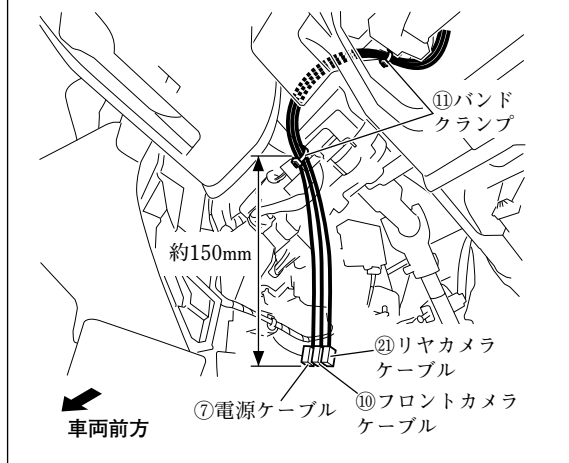 ⑪バンド
クランプ
約150mm
㉑リヤカメラ
ケーブル
⑦電源ケーブル
⑩フロントカメラ
ケーブル
車両前方